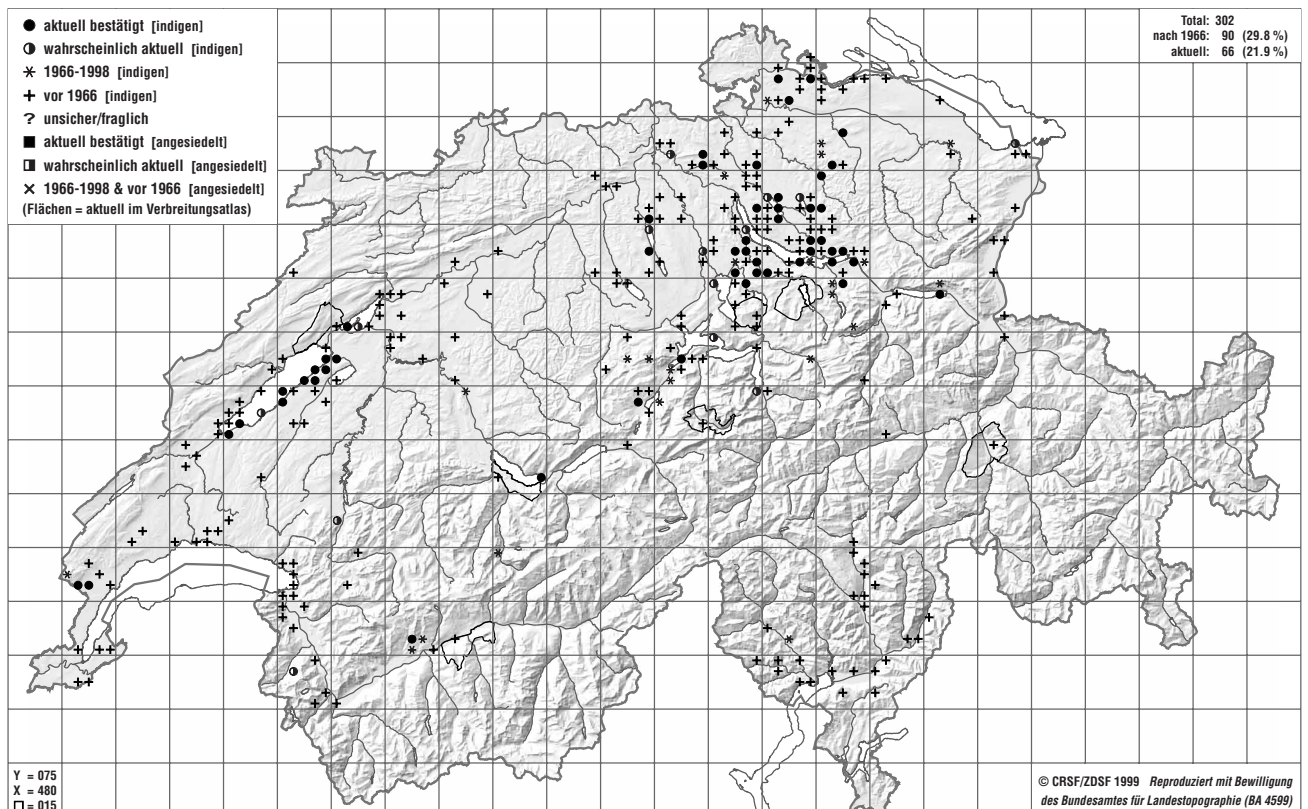 ● aktuell bestätigt [indigen]
◑ wahrscheinlich aktuell [indigen]
✳ 1966-1998 [indigen]
+ vor 1966 [indigen]
? unsicher/fraglich
■ aktuell bestätigt [angesiedelt]
◨ wahrscheinlich aktuell [angesiedelt]
× 1966-1998 & vor 1966 [angesiedelt]
(Flächen = aktuell im Verbreitungsatlas)
Total: 302
nach 1966: 90 (29.8 %)
aktuell: 66 (21.9 %)
Y = 075
X = 480
□ = 015
© CRSF/ZDSF 1999 Reproduziert mit Bewilligung
des Bundesamtes für Landestopographie (BA 4599)